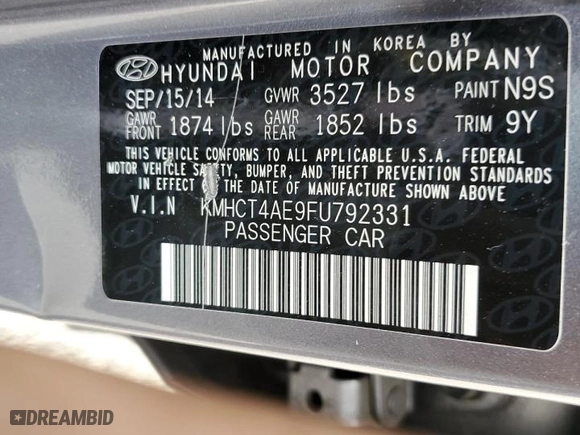 MANUFACTURED IN KOREA BY
HYUNDAI MOTOR COMPANY
SEP/15/14 GVWR 3527 lbs PAINT N9S
GAWR FRONT 1874 lbs GAWR REAR 1852 lbs TRIM 9Y
THIS VEHICLE CONFORMS TO ALL APPLICABLE U.S.A. FEDERAL
MOTOR VEHICLE SAFETY, BUMPER, AND THEFT PREVENTION STANDARDS
IN EFFECT ON THE DATE OF MANUFACTURE SHOWN ABOVE
V.I.N KMHCT4AE9FU792331
PASSENGER CAR
DREAMBID